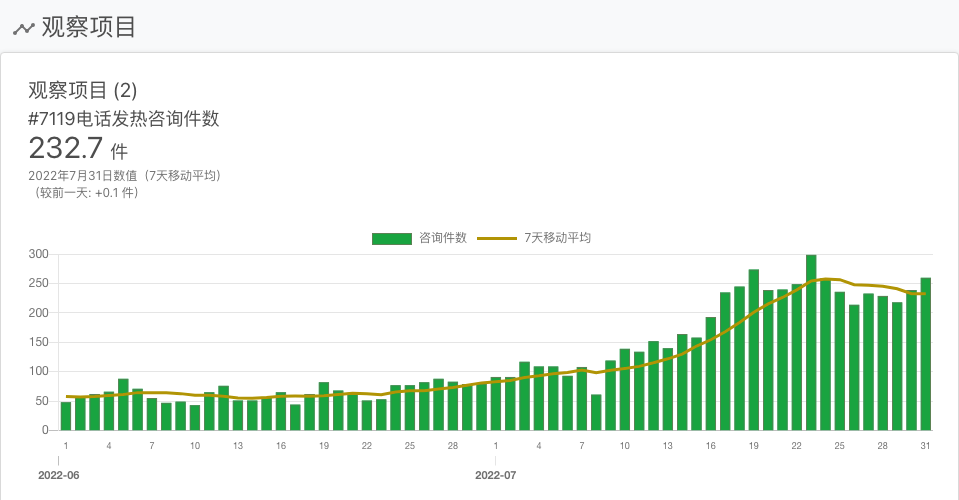 观察项目
观察项目 (2)
#7119电话发热咨询件数
232.7 件
2022年7月31日数值（7天移动平均）
（较前一天: +0.1 件）
咨询件数 7天移动平均
300
250
200
150
100
50
0
1 4 7 10 13 16 19 22 25 28 1 4 7 10 13 16 19 22 25 28 31
2022-06 2022-07